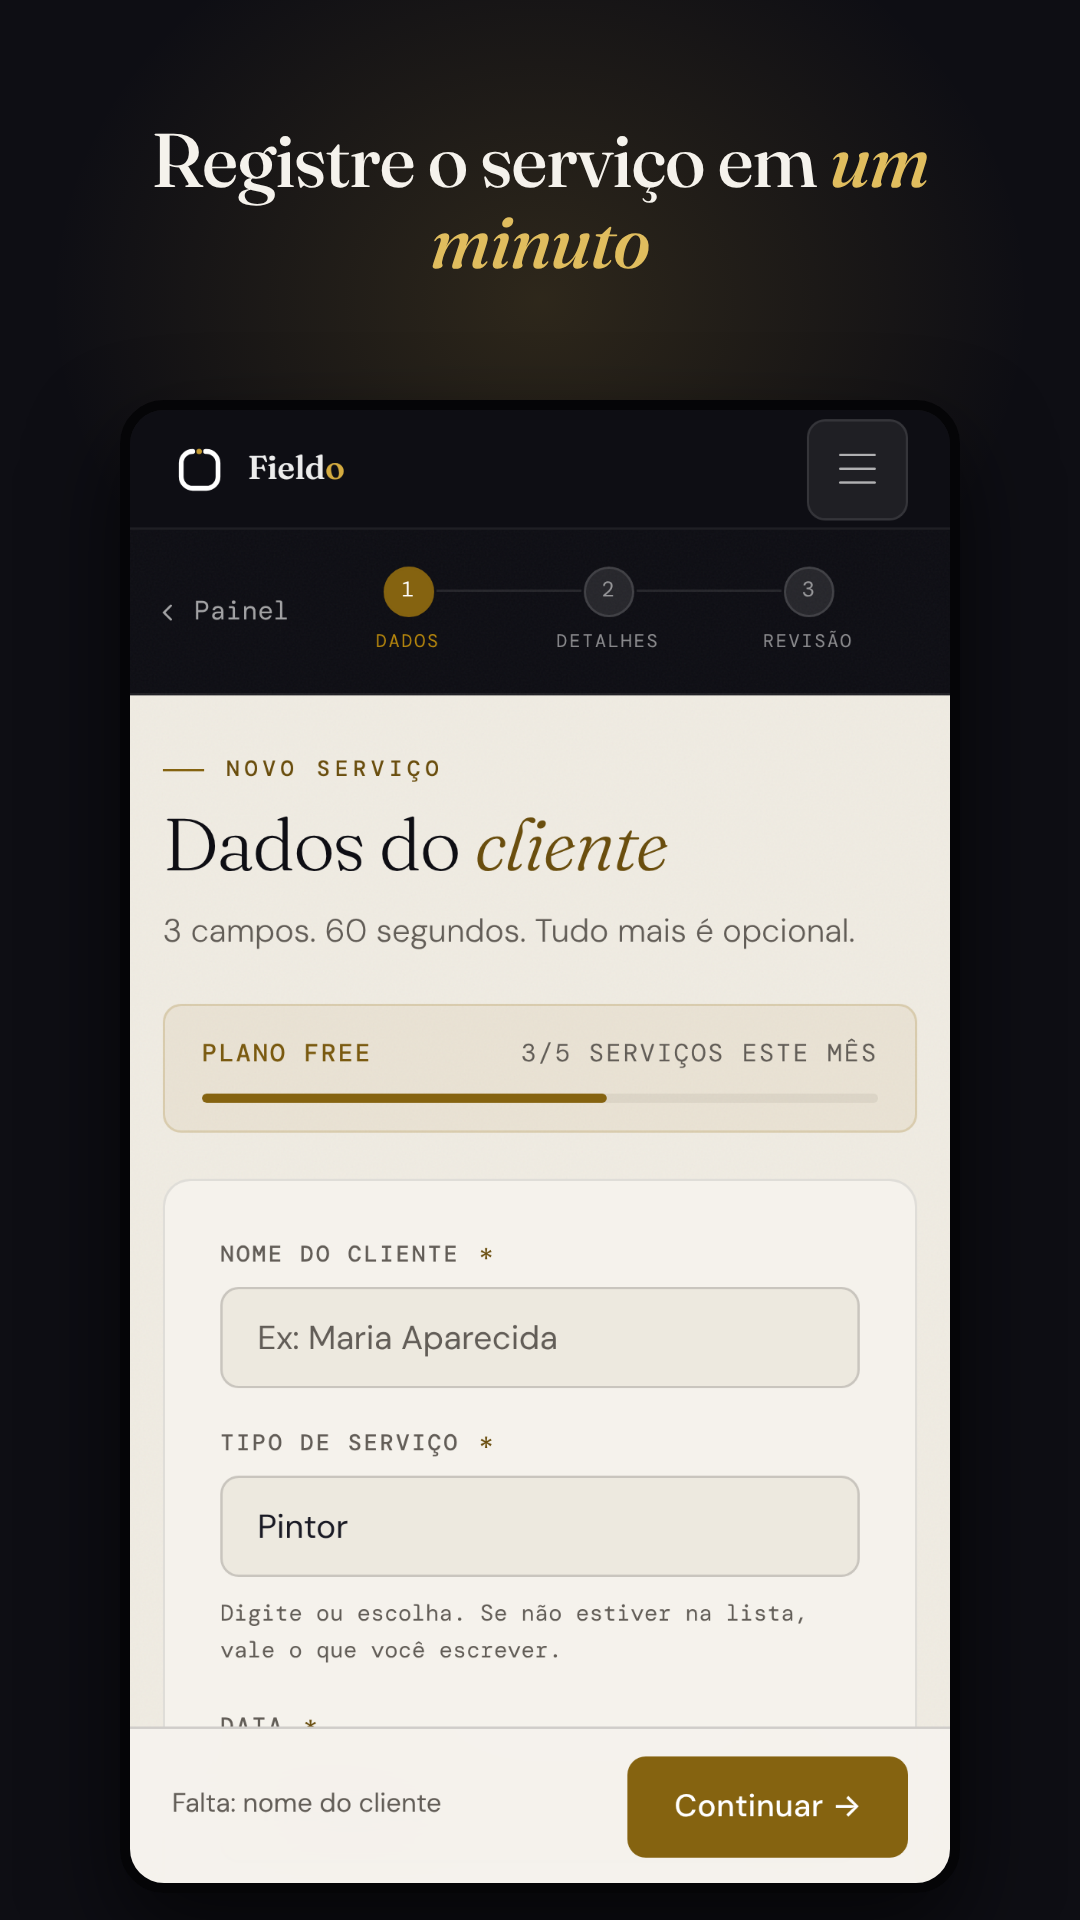 Registre o serviço em um
minuto
Fieldo
Painel
1
DADOS
2
DETALHES
3
REVISÃO
NOVO SERVIÇO
Dados do cliente
3 campos. 60 segundos. Tudo mais é opcional.
PLANO FREE
3/5 SERVIÇOS ESTE MÊS
NOME DO CLIENTE *
Ex: Maria Aparecida
TIPO DE SERVIÇO *
Pintor
Digite ou escolha. Se não estiver na lista,
vale o que você escrever.
DATA *
Falta: nome do cliente
Continuar →